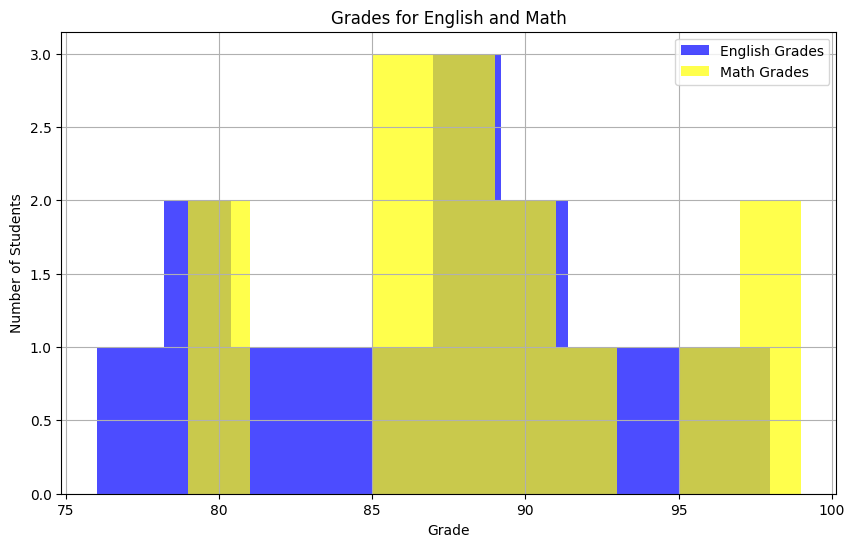 Grades for English and Math
English Grades
Math Grades
3.0
2.5
2.0
1.5
1.0
0.5
0.0
Number of Students
75 80 85 90 95 100
Grade